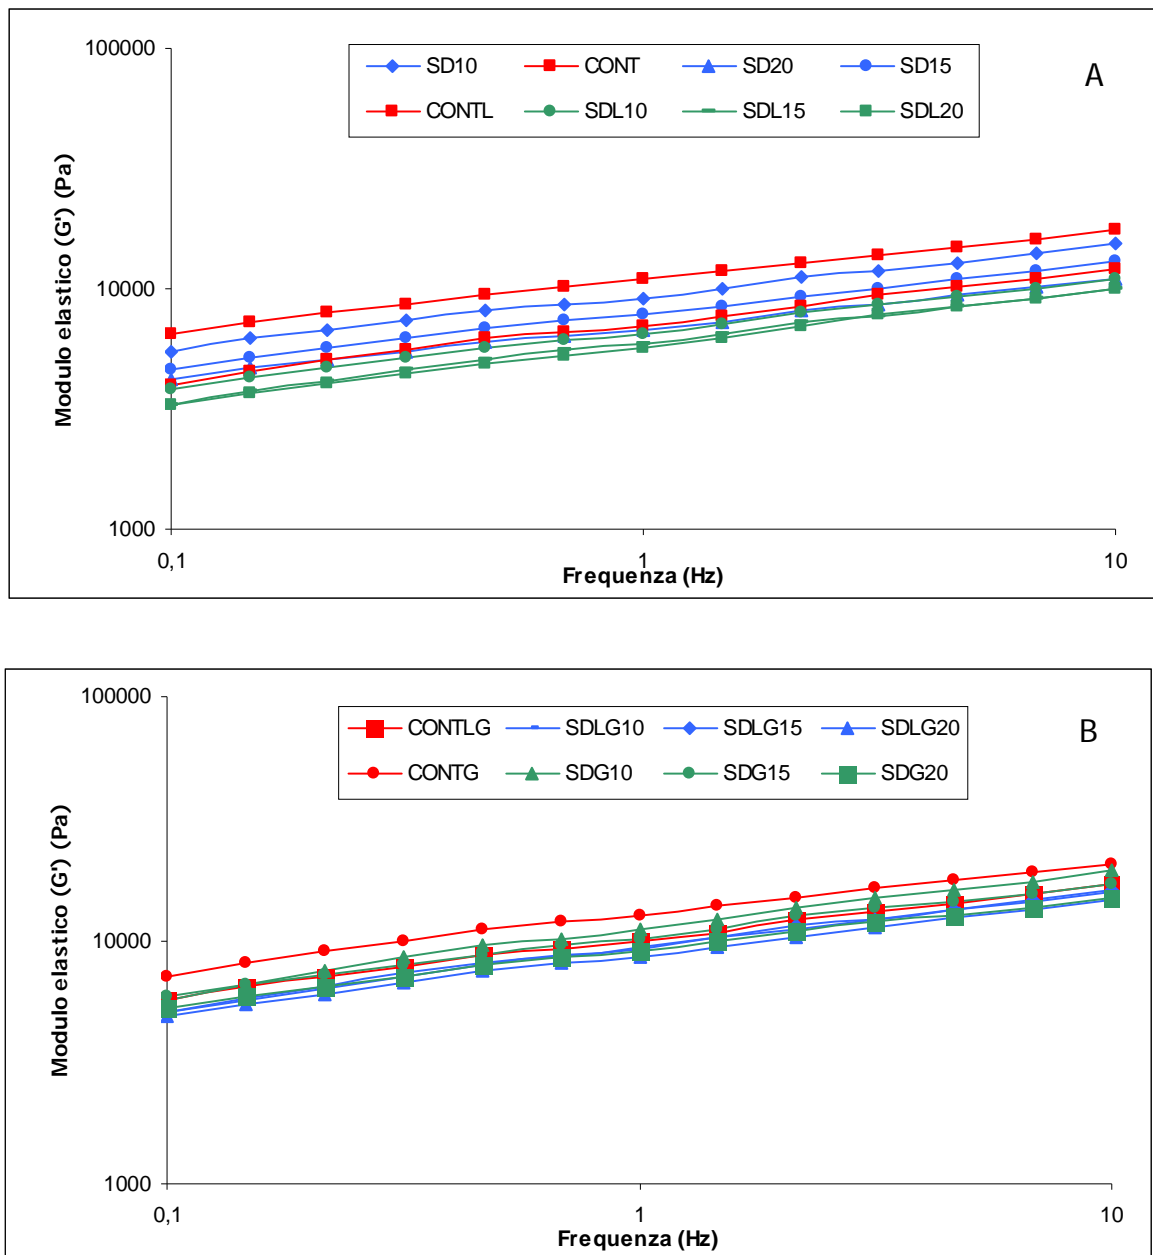 100000
SD10 CONT SD20 SD15
CONTL SDL10 SDL15 SDL20
A
Modulo elastico (G') (Pa)
10000
1000
0,1 1 10
Frequenza (Hz)
100000
CONTLG SDLG10 SDLG15 SDLG20
CONTG SDG10 SDG15 SDG20
B
Modulo elastico (G') (Pa)
10000
1000
0,1 1 10
Frequenza (Hz)